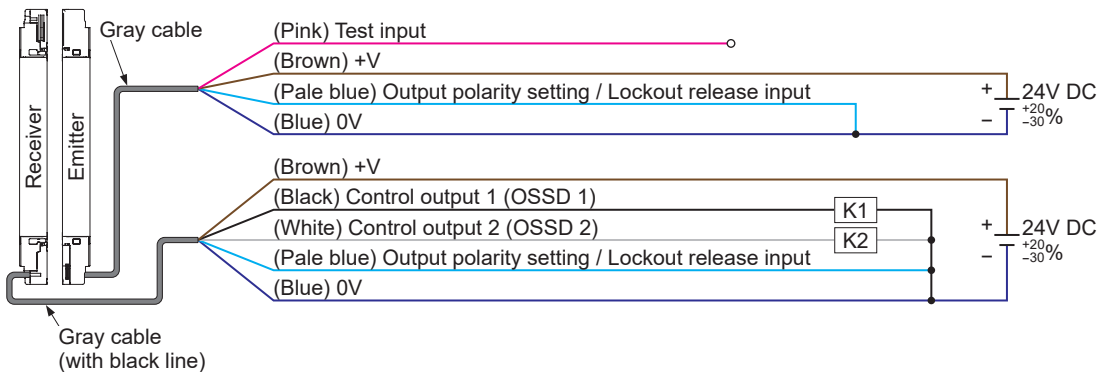 Gray cable
(Pink) Test input
(Brown) +V
(Pale blue) Output polarity setting / Lockout release input
(Blue) 0V
+
−
24V DC
+20
−30 %
Receiver
Emitter
(Brown) +V
(Black) Control output 1 (OSSD 1)
K1
(White) Control output 2 (OSSD 2)
K2
(Pale blue) Output polarity setting / Lockout release input
(Blue) 0V
+
−
24V DC
+20
−30 %
Gray cable
(with black line)